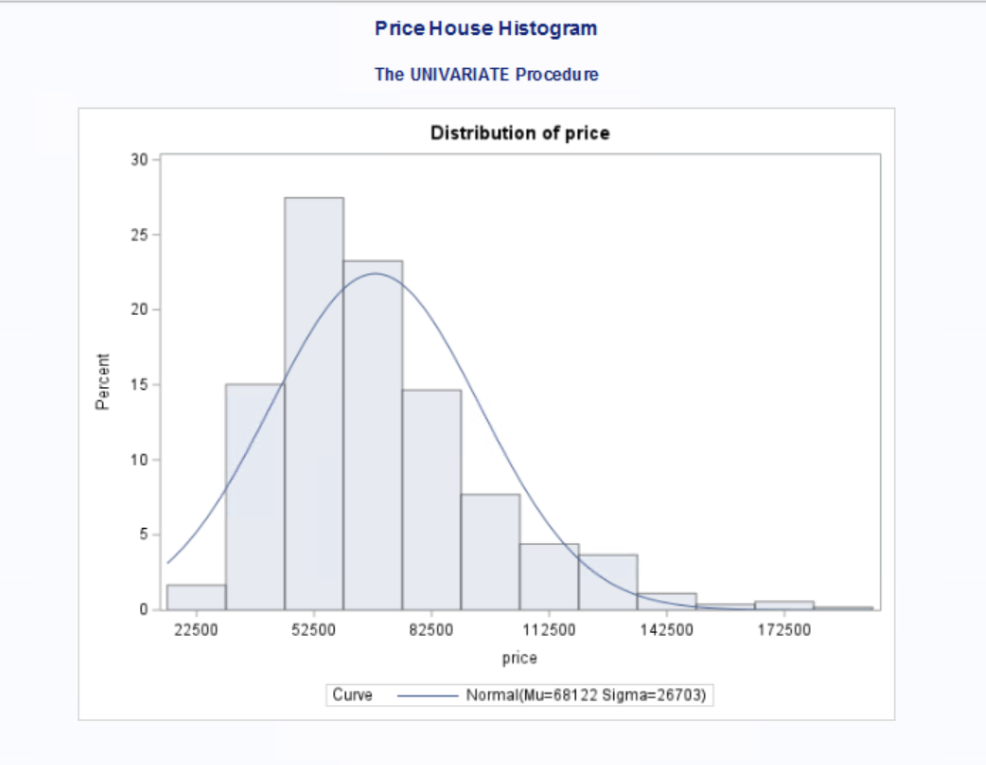 Price House Histogram
The UNIVARIATE Procedure
Distribution of price
30
25
20
15
10
5
0
Percent
22500 52500 82500 112500 142500 172500
price
Curve Normal(Mu=68122 Sigma=26703)